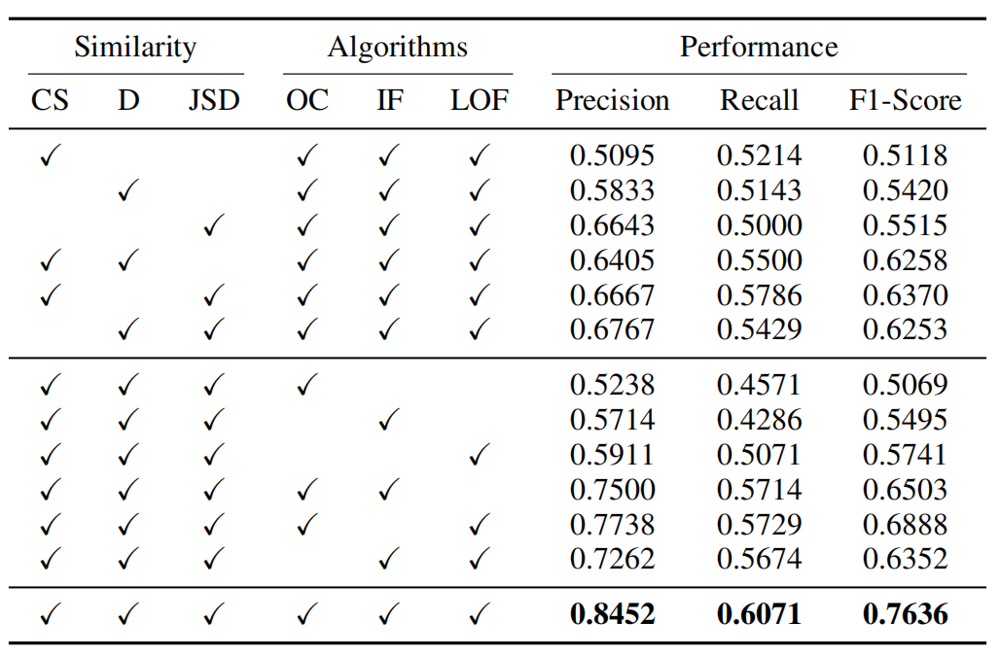 Similarity Algorithms Performance
CS D JSD OC IF LOF Precision Recall F1-Score
✓ ✓ ✓ ✓ 0.5095 0.5214 0.5118
✓ ✓ ✓ ✓ 0.5833 0.5143 0.5420
✓ ✓ ✓ ✓ 0.6643 0.5000 0.5515
✓ ✓ ✓ ✓ ✓ 0.6405 0.5500 0.6258
✓ ✓ ✓ ✓ ✓ 0.6667 0.5786 0.6370
✓ ✓ ✓ ✓ ✓ 0.6767 0.5429 0.6253
✓ ✓ ✓ ✓ 0.5238 0.4571 0.5069
✓ ✓ ✓ ✓ 0.5714 0.4286 0.5495
✓ ✓ ✓ ✓ 0.5911 0.5071 0.5741
✓ ✓ ✓ ✓ ✓ 0.7500 0.5714 0.6503
✓ ✓ ✓ ✓ ✓ 0.7738 0.5729 0.6888
✓ ✓ ✓ ✓ ✓ 0.7262 0.5674 0.6352
✓ ✓ ✓ ✓ ✓ ✓ 0.8452 0.6071 0.7636